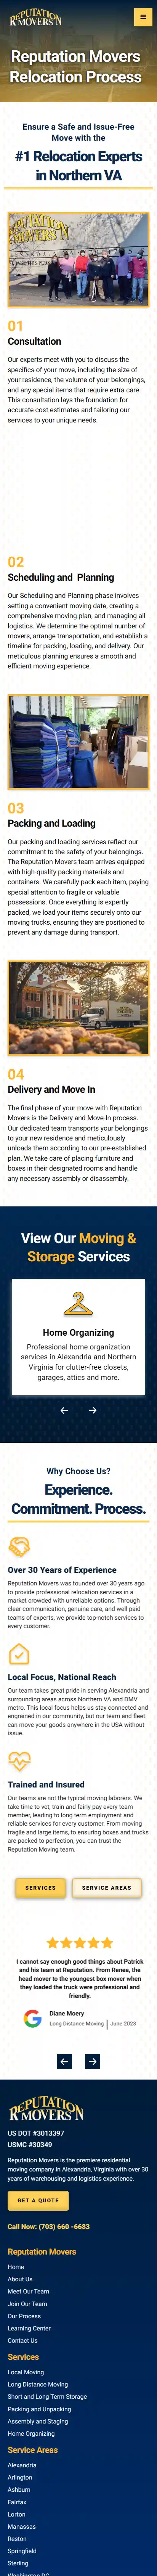 REPUTATION
MOVERS
Reputation Movers
Relocation Process
Ensure a Safe and Issue-Free
Move with the
#1 Relocation Experts
in Northern VA
REPUTATION
MOVERS
01
Consultation
Our experts meet with you to discuss the
specifics of your move, including the size of
your residence, the volume of your belongings,
and any special items that require extra care.
This consultation lays the foundation for
accurate cost estimates and tailoring our
services to your unique needs.
02
Scheduling and Planning
Our Scheduling and Planning phase involves
setting a convenient moving date, creating a
comprehensive moving plan, and managing all
logistics. We determine the optimal number of
movers, arrange transportation, and establish a
timeline for packing, loading, and delivery. Our
meticulous planning ensures a smooth and
efficient moving experience.
03
Packing and Loading
Our packing and loading services reflect our
commitment to the safety of your belongings.
The Reputation Movers team arrives equipped
with high-quality packing materials and
containers. We carefully pack each item, paying
special attention to fragile or valuable
possessions. Once everything is expertly
packed, we load your items securely onto our
moving trucks, ensuring they are positioned to
prevent any damage during transport.
04
Delivery and Move In
The final phase of your move with Reputation
Movers is the Delivery and Move-In process.
Our dedicated team transports your belongings
to your new residence and meticulously
unloads them according to our pre-established
plan. We take care of placing furniture and
boxes in their designated rooms and handle
any necessary assembly or disassembly.
View Our Moving &
Storage Services
Home Organizing
Professional home organization
services in Alexandria and Northern
Virginia for clutter-free closets,
garages, attics and more.
Why Choose Us?
Experience.
Commitment. Process.
Over 30 Years of Experience
Reputation Movers was founded over 30 years ago
to provide professional relocation services in a
market crowded with unreliable options. Through
clear communication, genuine care, and well paid
teams of experts, we provide top-notch services to
every customer.
Local Focus, National Reach
Our team takes great pride in serving Alexandria and
surrounding areas across Northern VA and DMV
metro. This local focus helps us stay connected and
engrained in our community, but our team and fleet
can move your goods anywhere in the USA without
issue.
Trained and Insured
Our teams are not the typical moving laborers. We
take time to vet, train and fairly pay every team
member, leading to long term employment and
reliable services for every customer. From moving
fragile and large items, to ensuring boxes and trucks
are packed to perfection, you can trust the
Reputation Moving team.
SERVICES
SERVICE AREAS
I cannot say enough good things about Patrick
and his team at Reputation. From Renea, the
head mover to the youngest box mover when
they loaded the truck were professional and
friendly.
Diane Moery
Long Distance Moving
June 2023
REPUTATION
MOVERS
US DOT #3013397
USMC #30349
Reputation Movers is the premiere residential
moving company in Alexandria, Virginia with over 30
years of warehousing and logistics experience.
GET A QUOTE
Call Now: (703) 660 -6683
Reputation Movers
Home
About Us
Meet Our Team
Join Our Team
Our Process
Learning Center
Contact Us
Services
Local Moving
Long Distance Moving
Short and Long Term Storage
Packing and Unpacking
Assembly and Staging
Home Organizing
Service Areas
Alexandria
Arlington
Ashburn
Fairfax
Lorton
Manassas
Reston
Springfield
Sterling
Washington DC